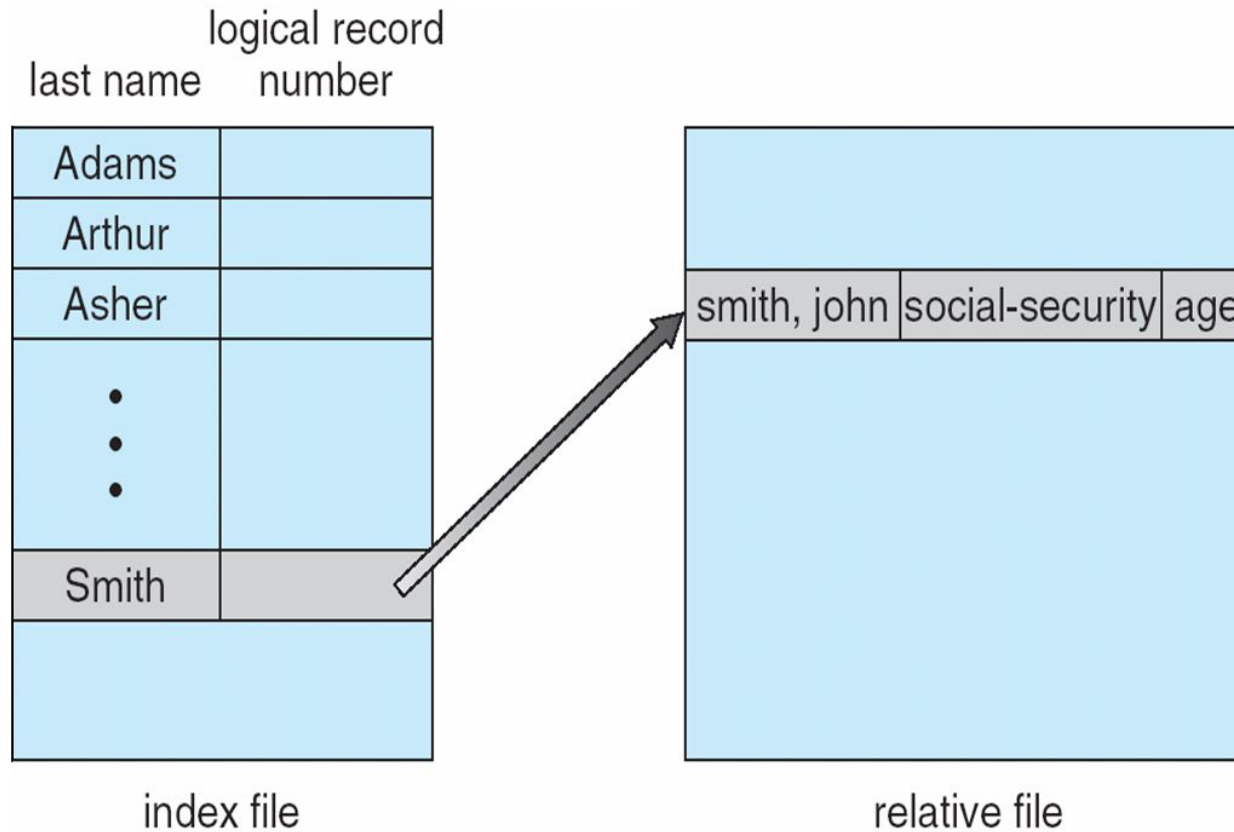 logical record
last name number
Adams
Arthur
Asher
smith, john social-security age
Smith
index file relative file